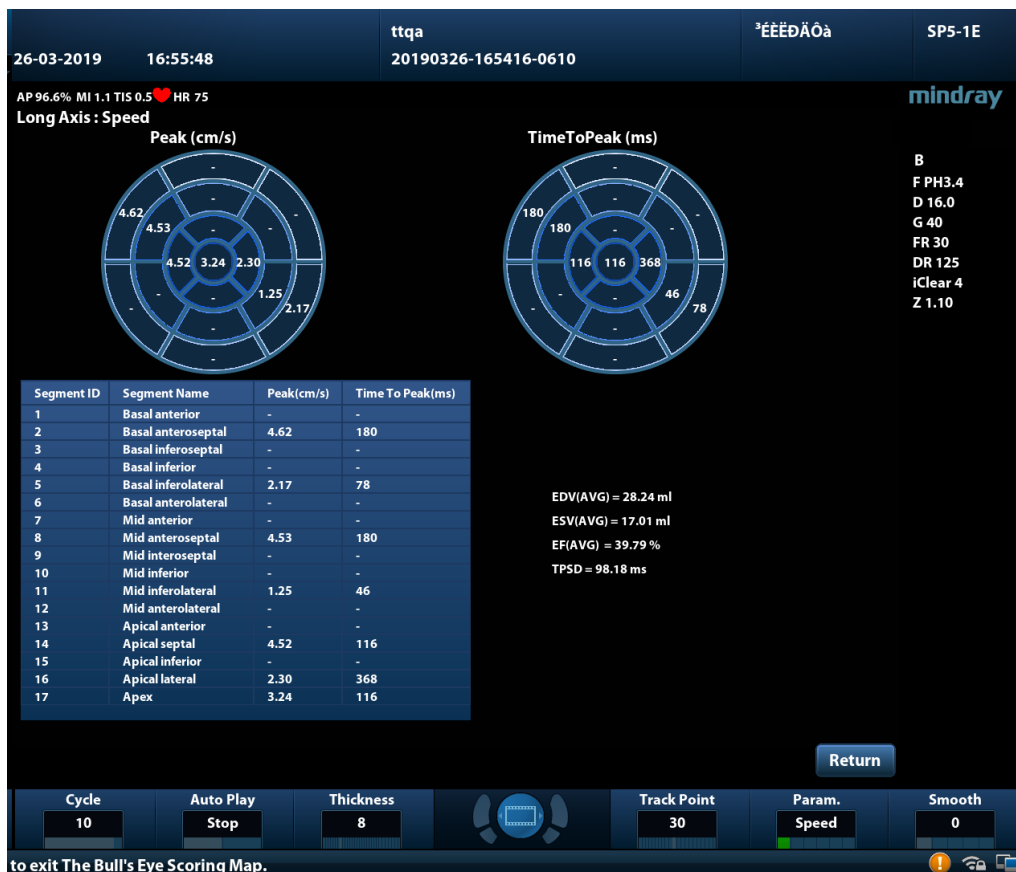 ttqa ³ÉÈËÐÄÔà SP5-1E
26-03-2019 16:55:48 20190326-165416-0610
AP 96.6% MI 1.1 TIS 0.5 HR 75
mindray
Long Axis : Speed
Peak (cm/s) TimeToPeak (ms)
B
F PH3.4
D 16.0
G 40
FR 30
DR 125
iClear 4
Z 1.10
-
4.62 - -
4.53 - -
4.52 3.24 2.30
- - 1.25
- - 2.17
-
-
180 - -
180 - -
116 116 368
- - 46
- - 78
-
Segment ID Segment Name Peak(cm/s) Time To Peak(ms)
1 Basal anterior - -
2 Basal anteroseptal 4.62 180
3 Basal inferoseptal - -
4 Basal inferior - -
5 Basal inferolateral 2.17 78
6 Basal anterolateral - -
7 Mid anterior - -
8 Mid anteroseptal 4.53 180
9 Mid interoseptal - -
10 Mid inferior - -
11 Mid inferolateral 1.25 46
12 Mid anterolateral - -
13 Apical anterior - -
14 Apical septal 4.52 116
15 Apical inferior - -
16 Apical lateral 2.30 368
17 Apex 3.24 116
EDV(AVG) = 28.24 ml
ESV(AVG) = 17.01 ml
EF(AVG) = 39.79 %
TPSD = 98.18 ms
Return
Cycle Auto Play Thickness Track Point Param. Smooth
10 Stop 8 30 Speed 0
to exit The Bull's Eye Scoring Map.